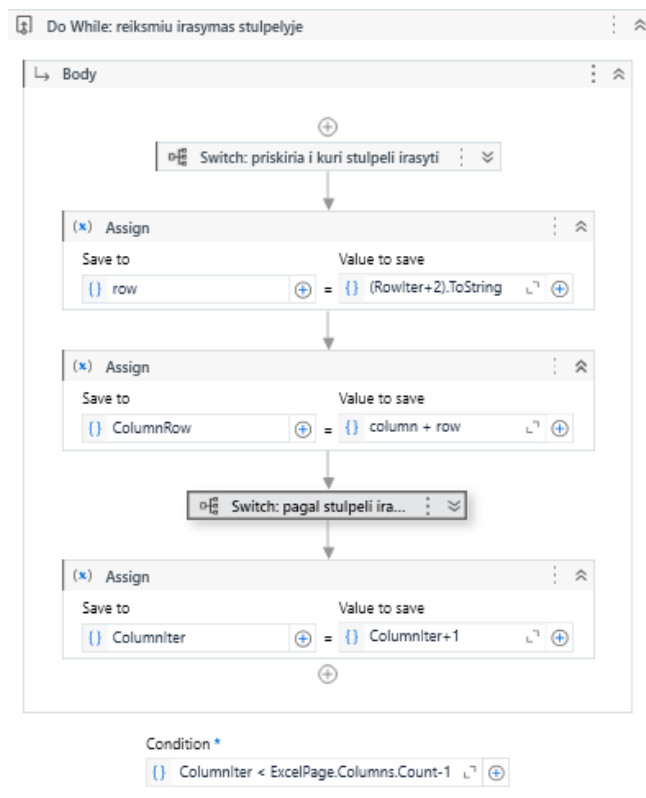 Do While: reiksmiu irasymas stulpelyje
Body
Switch: priskiria i kuri stulpeli irasyti
(x) Assign
Save to Value to save
{} row = {} (RowIter+2).ToString
(x) Assign
Save to Value to save
{} ColumnRow = {} column + row
Switch: pagal stulpeli ira...
(x) Assign
Save to Value to save
{} ColumnIter = {} ColumnIter+1
Condition *
{} ColumnIter < ExcelPage.Columns.Count-1